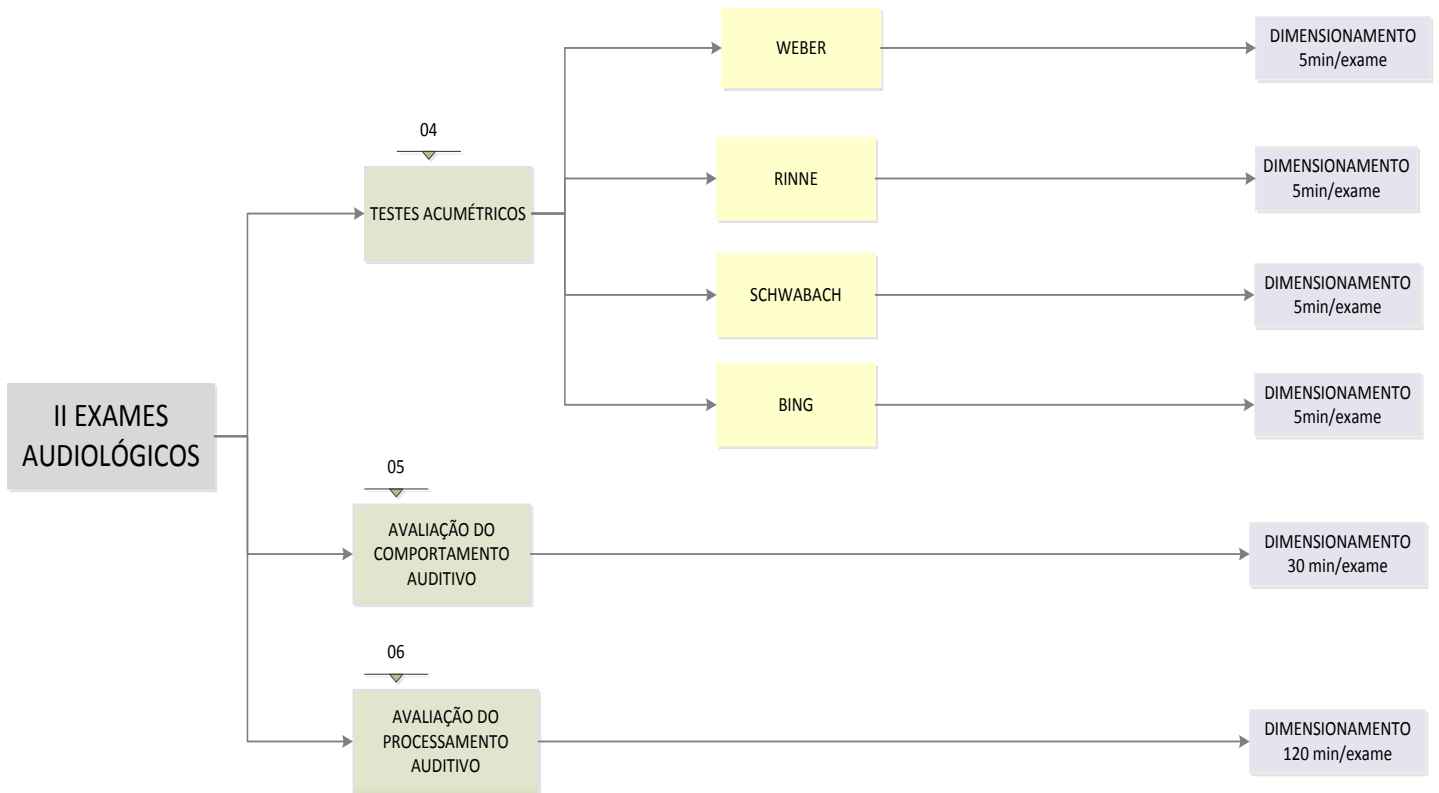 WEBER
DIMENSIONAMENTO
5min/exame
04
TESTES ACUMÉTRICOS
RINNE
DIMENSIONAMENTO
5min/exame
SCHWABACH
DIMENSIONAMENTO
5min/exame
BING
DIMENSIONAMENTO
5min/exame
II EXAMES
AUDIOLÓGICOS
05
AVALIAÇÃO DO
COMPORTAMENTO
AUDITIVO
DIMENSIONAMENTO
30 min/exame
06
AVALIAÇÃO DO
PROCESSAMENTO
AUDITIVO
DIMENSIONAMENTO
120 min/exame